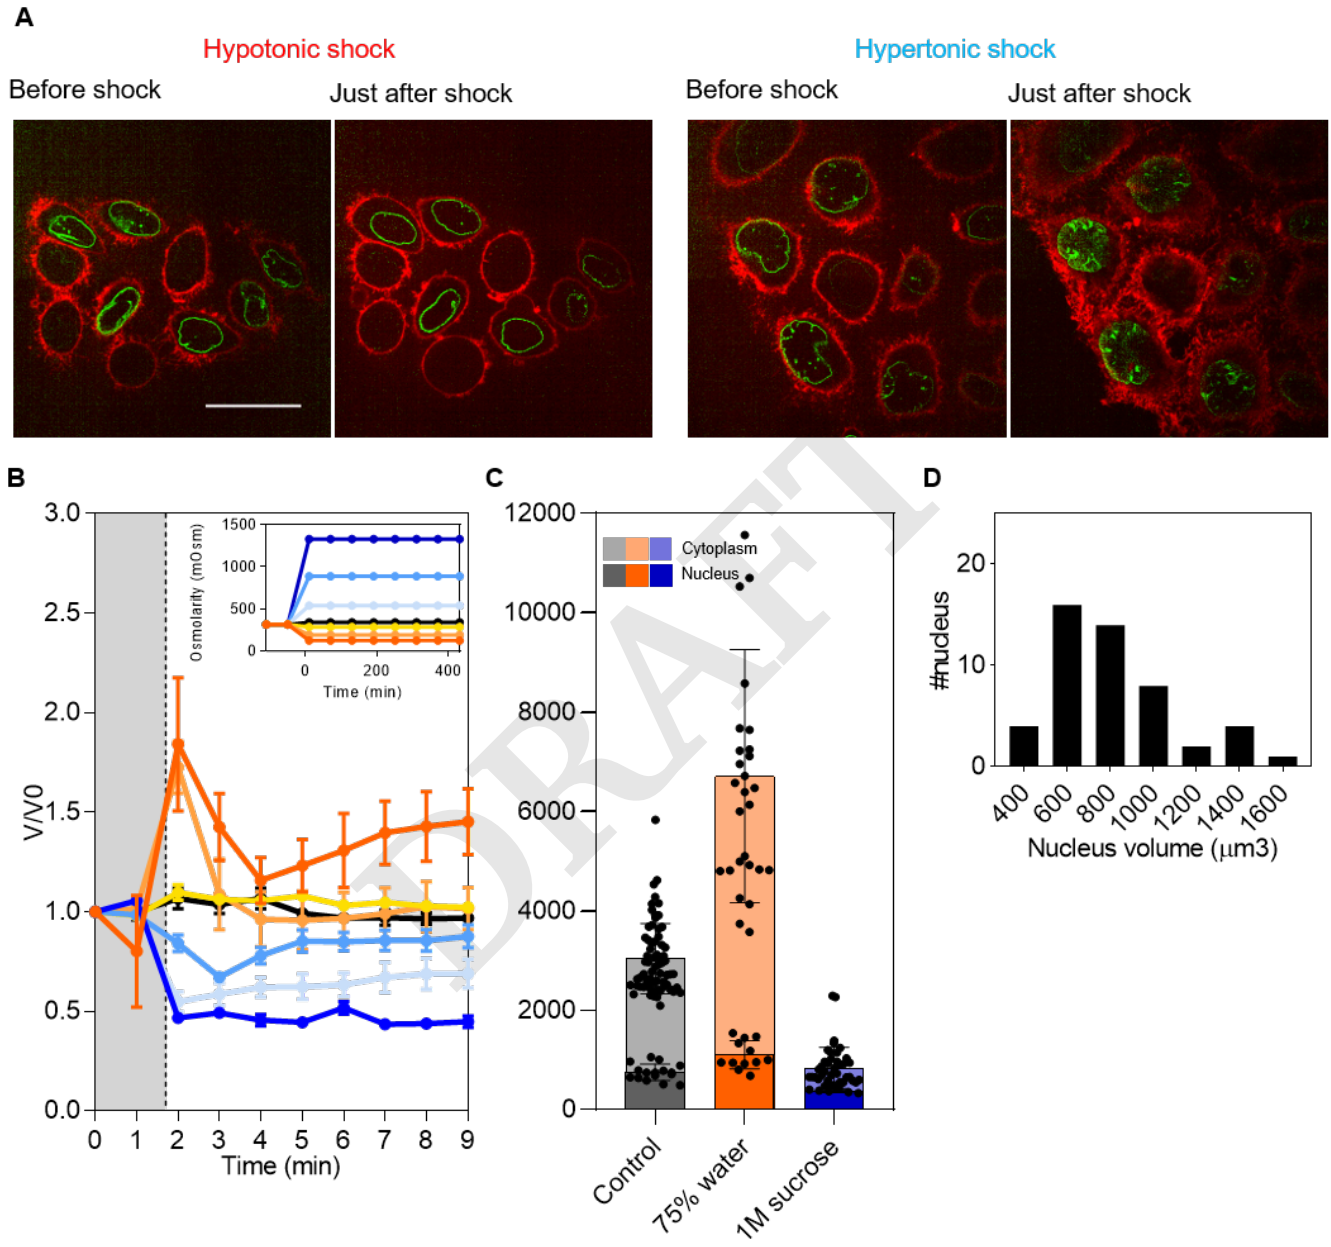 A
Hypotonic shock
Hypertonic shock
Before shock
Just after shock
Before shock
Just after shock
B
C
D
3.0
2.5
2.0
1.5
1.0
0.5
0.0
V/V0
0 1 2 3 4 5 6 7 8 9
Time (min)
1500
1000
500
0
Osmolarity (mOsm)
0 200 400
Time (min)
12000
10000
8000
6000
4000
2000
0
Cytoplasm
Nucleus
Control
75% water
1M sucrose
20
10
0
#nucleus
400 600 800 1000 1200 1400 1600
Nucleus volume (μm3)
DRAFT